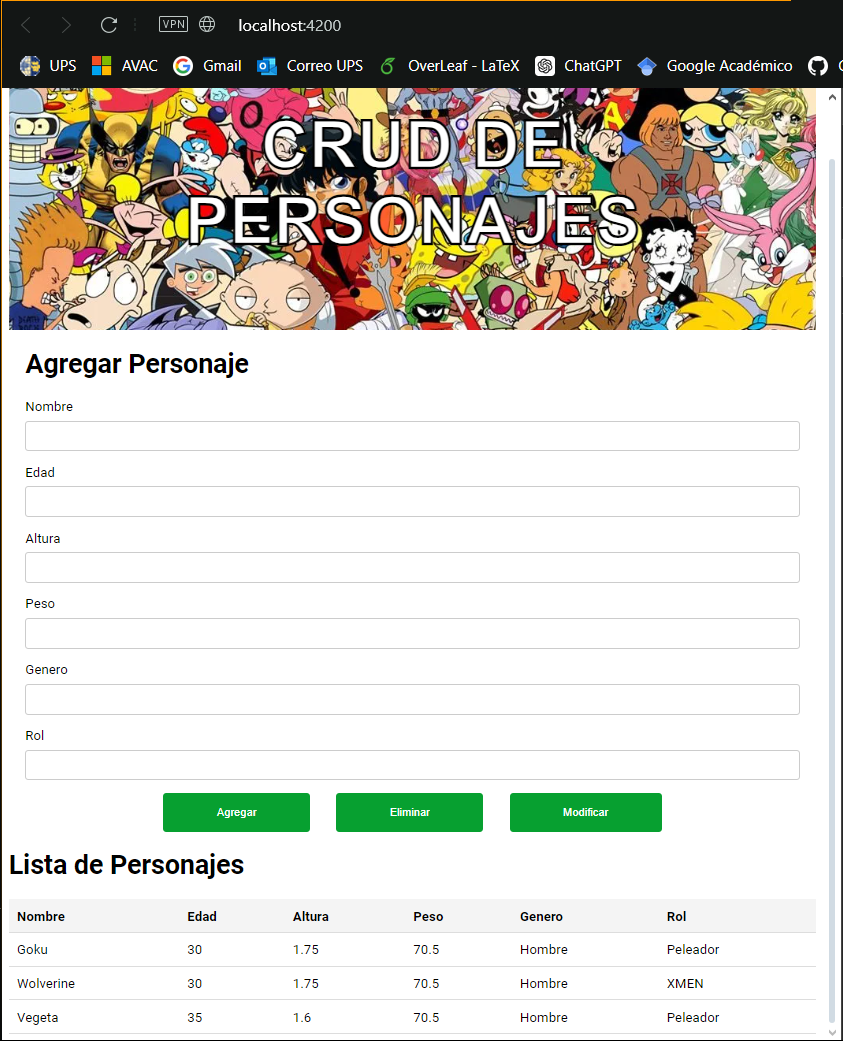 VPN localhost:4200
UPS AVAC Gmail Correo UPS OverLeaf - LaTeX ChatGPT Google Académico
CRUD DE
PERSONAJES
Agregar Personaje
Nombre
Edad
Altura
Peso
Genero
Rol
Agregar Eliminar Modificar
Lista de Personajes
Nombre Edad Altura Peso Genero Rol
Goku 30 1.75 70.5 Hombre Peleador
Wolverine 30 1.75 70.5 Hombre XMEN
Vegeta 35 1.6 70.5 Hombre Peleador